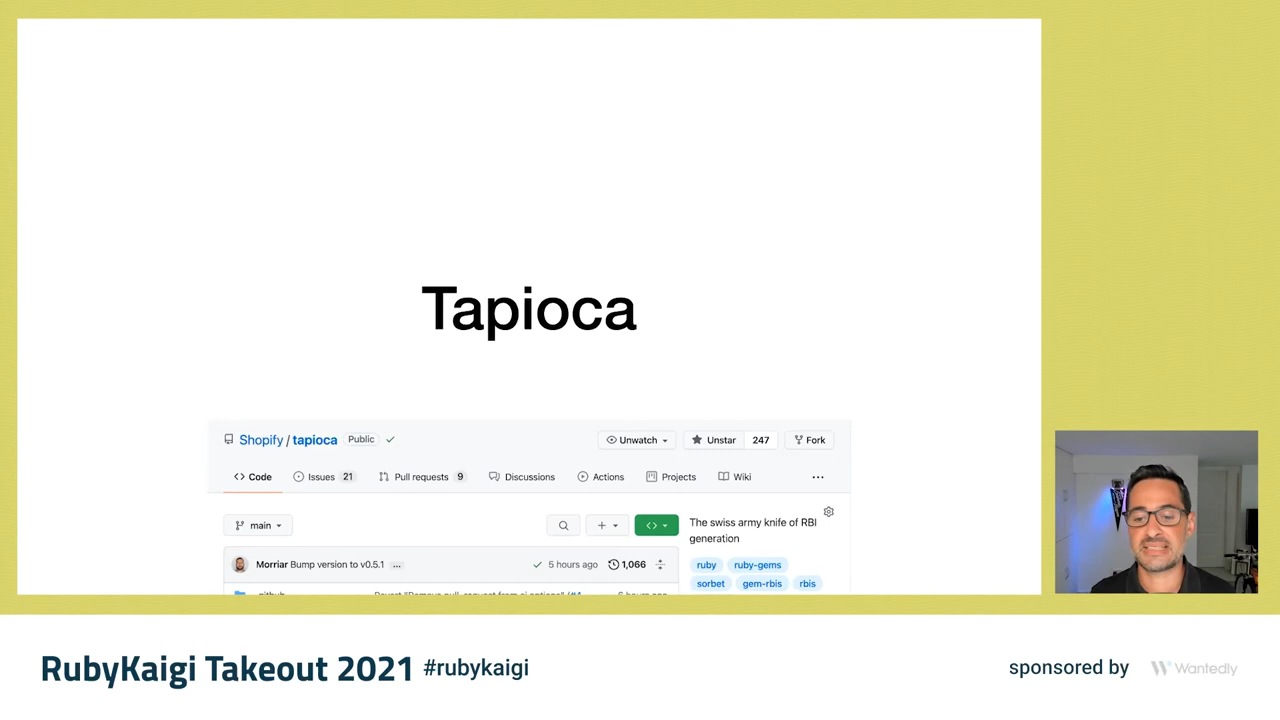 Tapioca
Shopify / tapioca Public
Unwatch Unstar 247 Fork
Code Issues 21 Pull requests 9 Discussions Actions Projects Wiki ...
main
The swiss army knife of RBI
generation
Morriar Bump version to v0.5.1 ... 5 hours ago 1,066
ruby ruby-gems
sorbet gem-rbis rbis
RubyKaigi Takeout 2021 #rubykaigi
sponsored by Wantedly